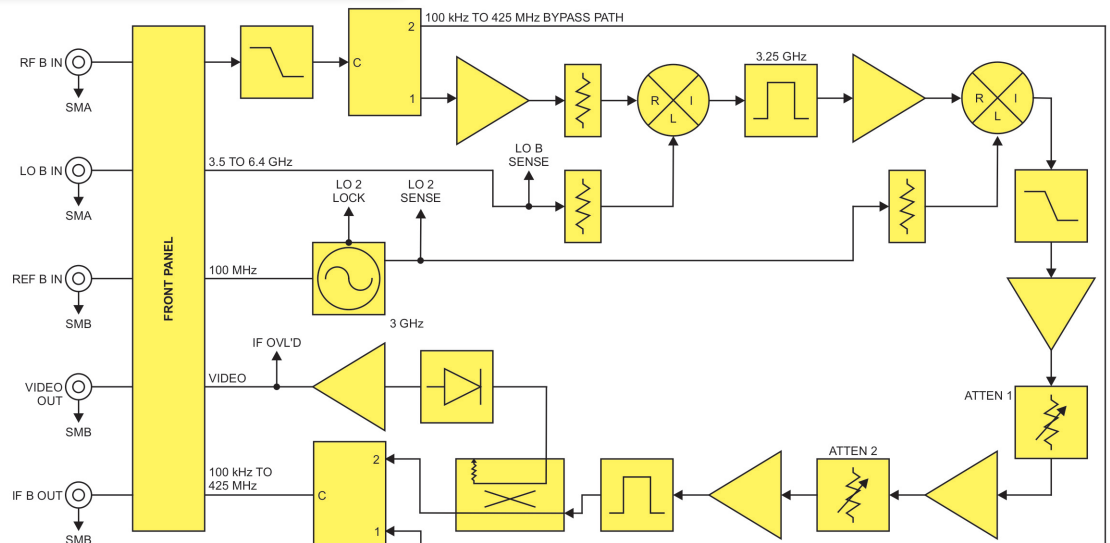 100 kHz TO 425 MHz BYPASS PATH
2
RF B IN
C
SMA
1
3.25 GHz
R
I
L
R
I
L
LO B IN
3.5 TO 6.4 GHz
LO B
SENSE
SMA
LO 2
LOCK
LO 2
SENSE
FRONT PANEL
REF B IN
100 MHz
SMB
3 GHz
IF OVL'D
VIDEO
OUT
VIDEO
SMB
ATTEN 1
ATTEN 2
100 kHz TO
425 MHz
2
IF B OUT
C
1
SMB